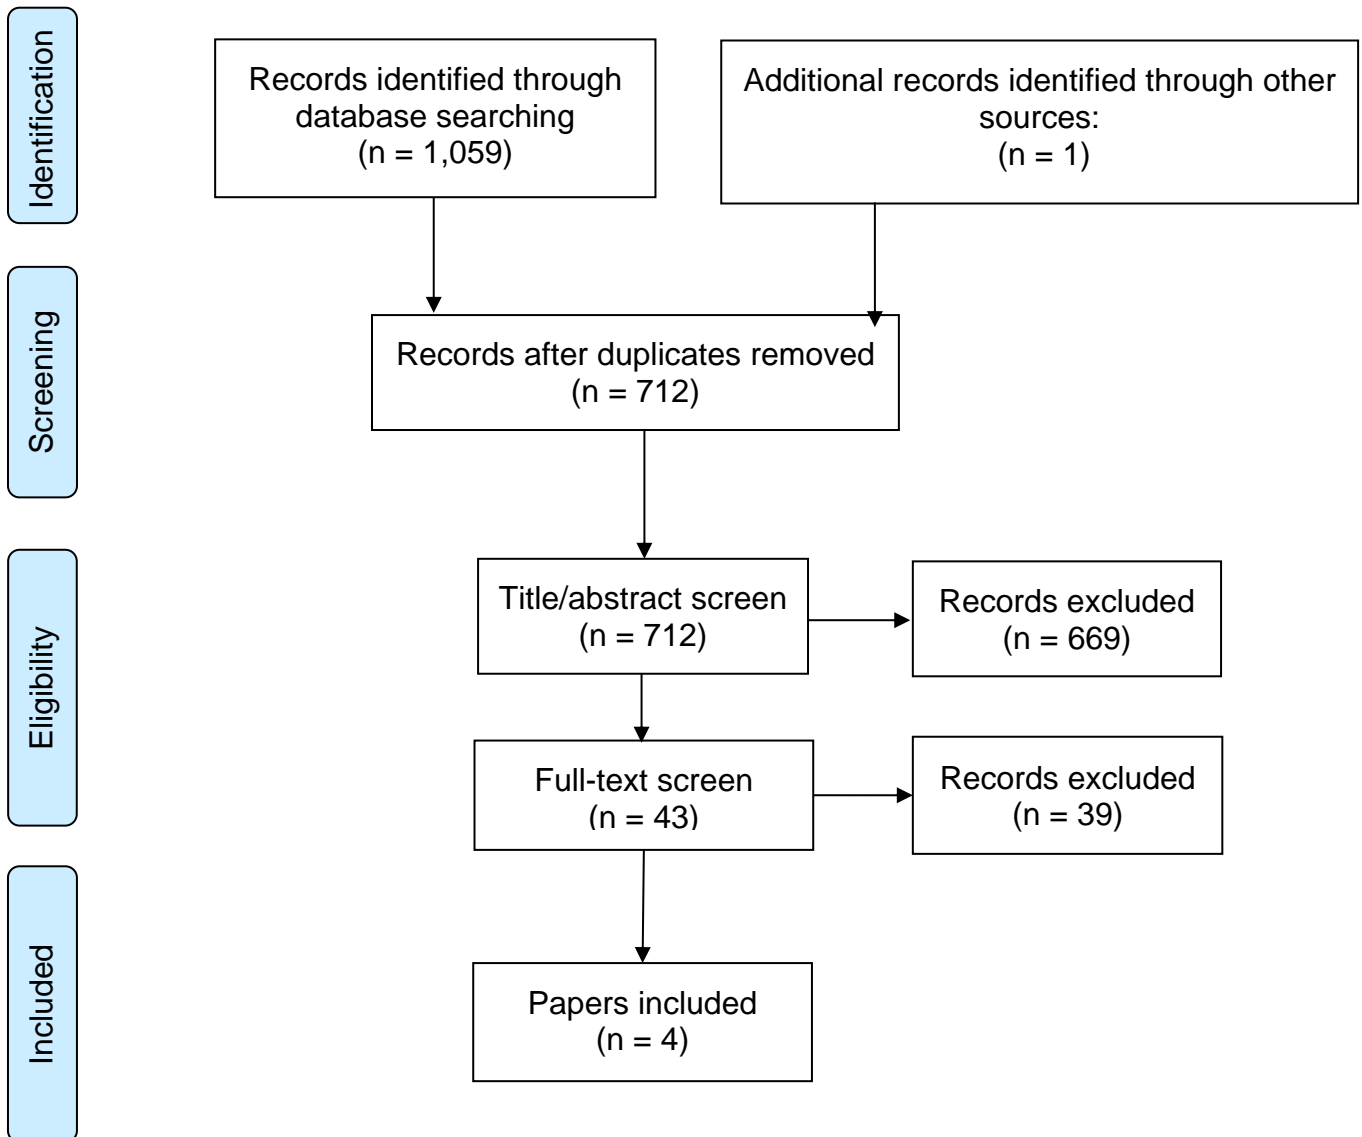 Identification
Records identified through
database searching
(n = 1,059)
Additional records identified through other
sources:
(n = 1)
Screening
Records after duplicates removed
(n = 712)
Eligibility
Title/abstract screen
(n = 712)
Records excluded
(n = 669)
Full-text screen
(n = 43)
Records excluded
(n = 39)
Included
Papers included
(n = 4)